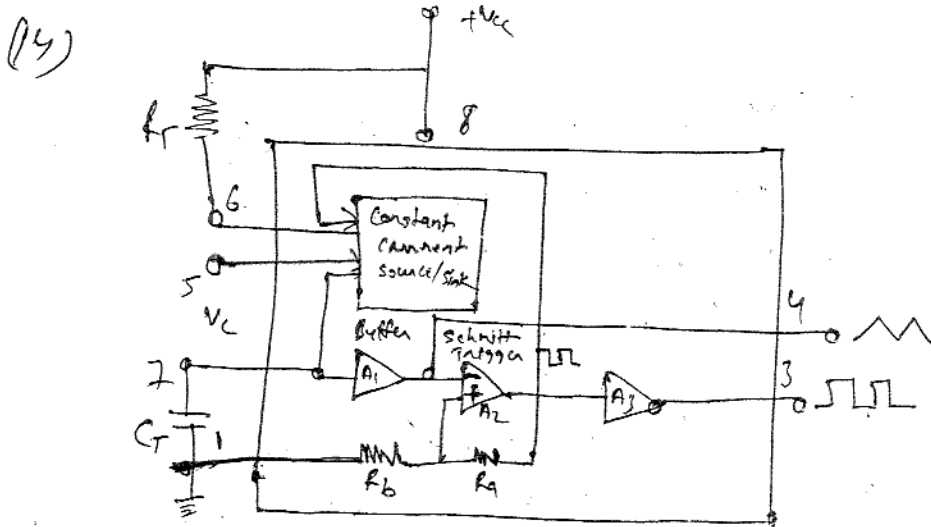 (14)
+Vcc
8
RT
6
Constant
Current
Source/Sink
5
Vc
Buffer
Schmitt
Trigger
4
7
A1
A2
A3
3
CT
1
Rb
Ra